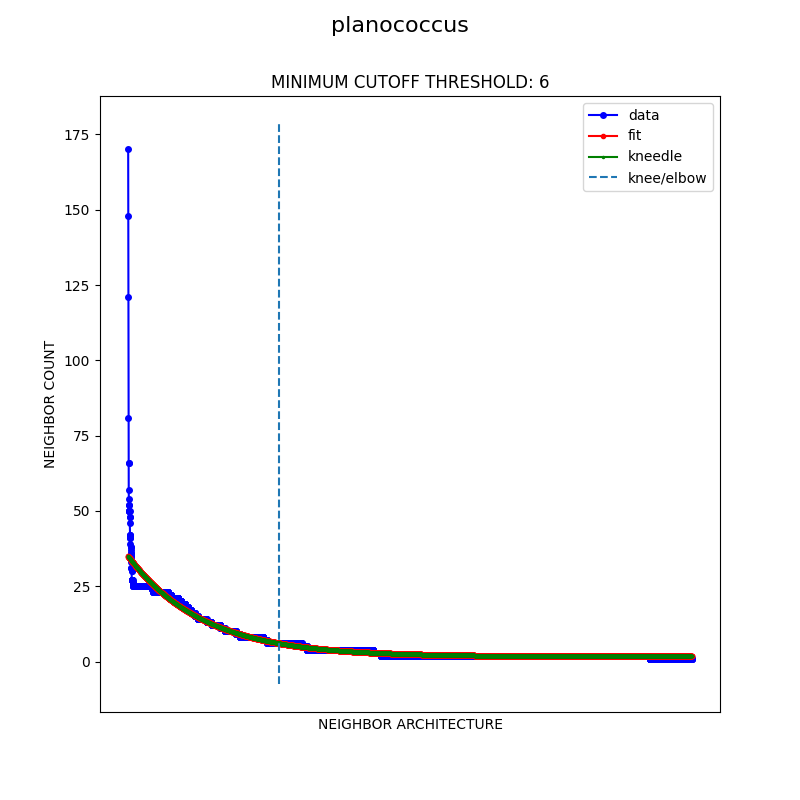 planococcus
MINIMUM CUTOFF THRESHOLD: 6
data
fit
kneedle
knee/elbow
175
150
125
100
75
50
25
0
NEIGHBOR COUNT
NEIGHBOR ARCHITECTURE